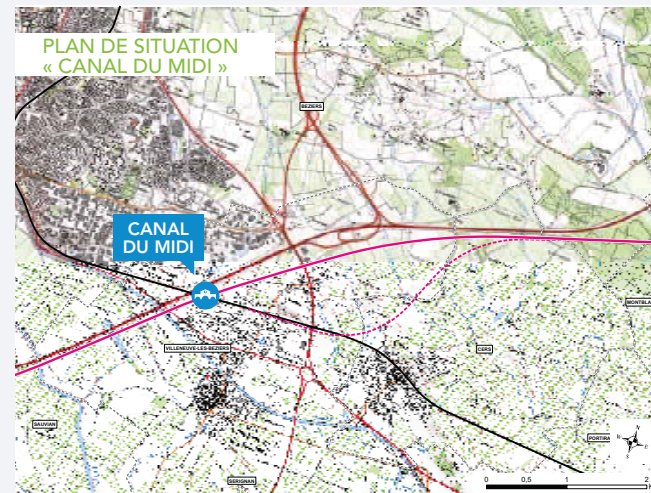 PLAN DE SITUATION
« CANAL DU MIDI »
BEZIERS
CANAL
DU MIDI
MONTBLA
VILLENEUVE-LES-BEZIERS
CERS
SAUVIAN
PORTIRA
N
E
S
SERIGNAN
0 0,5 1 2